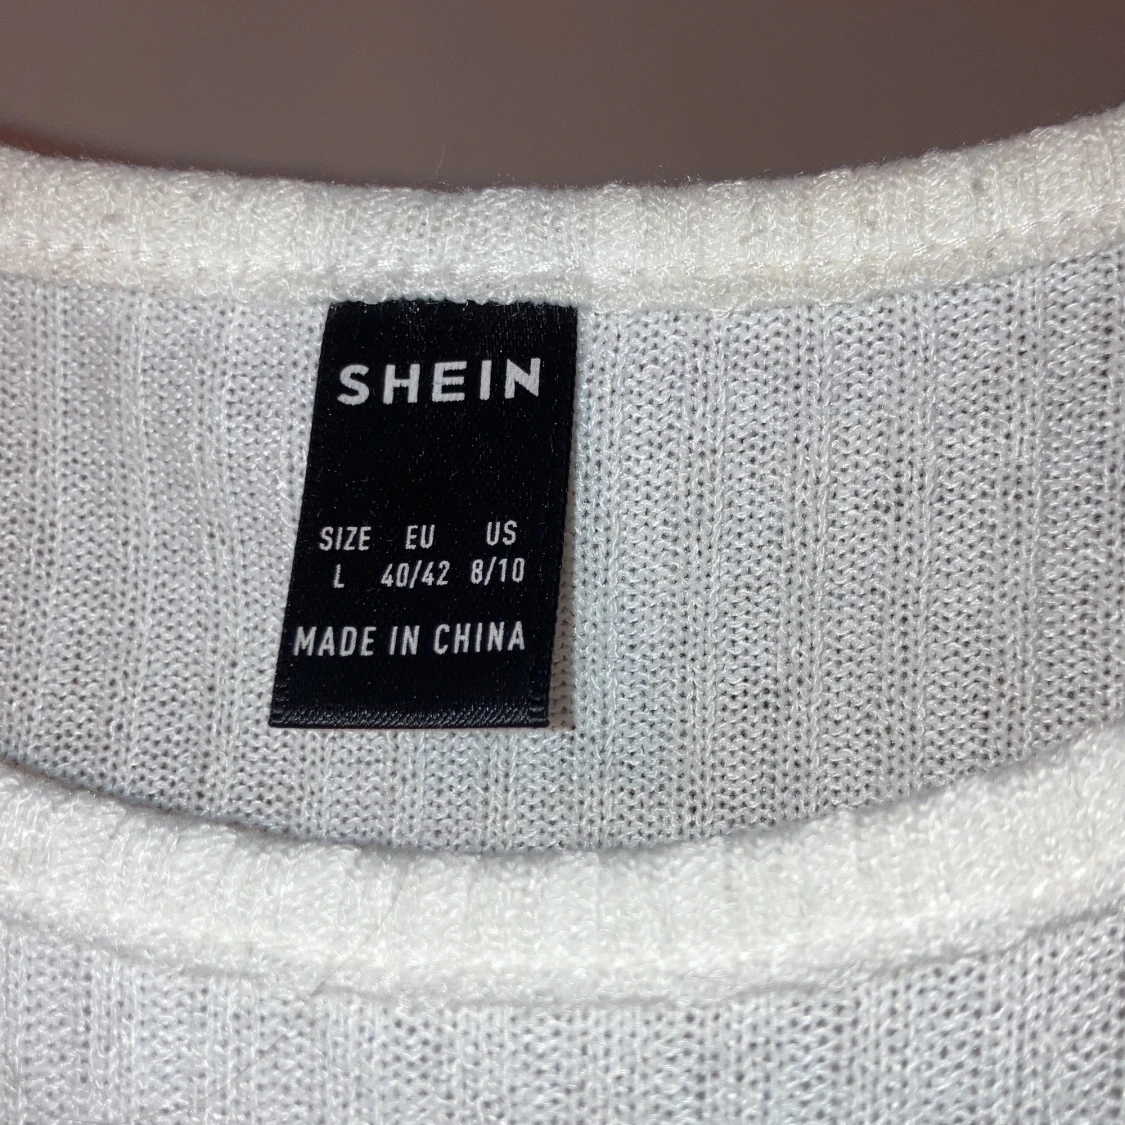 SHEIN
SIZE EU US
L 40/42 8/10
MADE IN CHINA